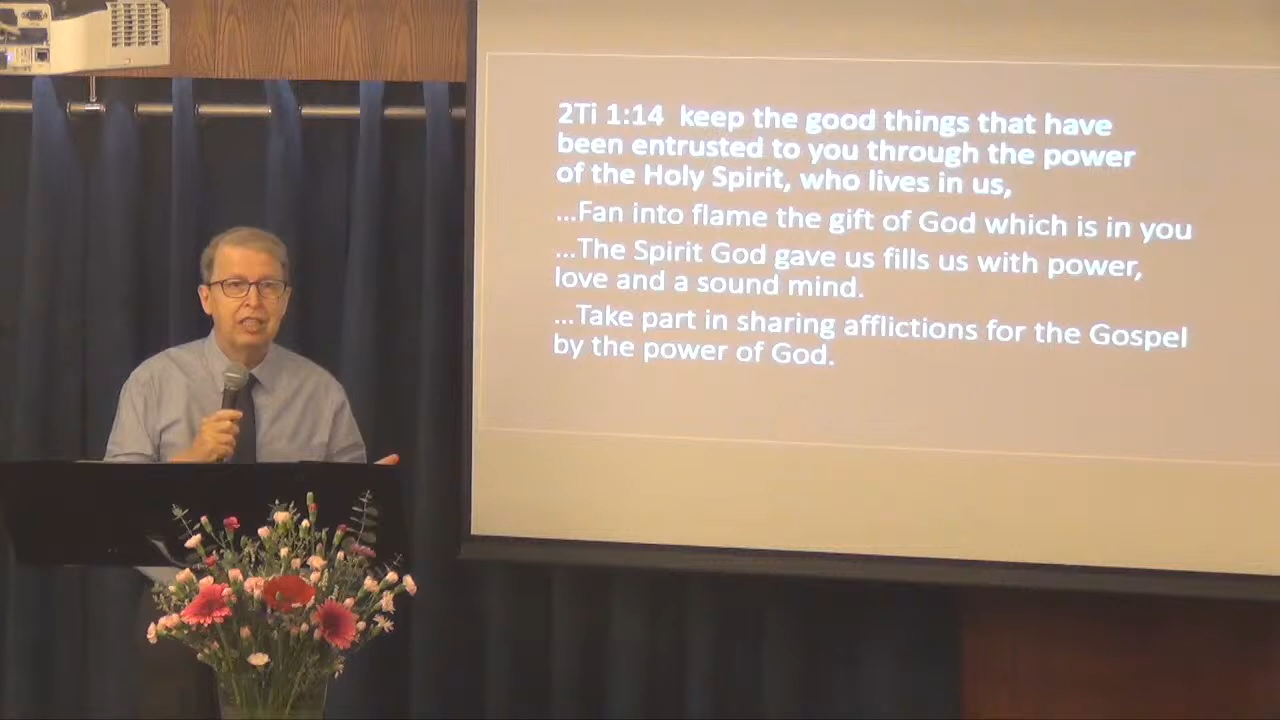 2Ti 1:14 keep the good things that have
been entrusted to you through the power
of the Holy Spirit, who lives in us,
...Fan into flame the gift of God which is in you
...The Spirit God gave us fills us with power,
love and a sound mind.
...Take part in sharing afflictions for the Gospel
by the power of God.